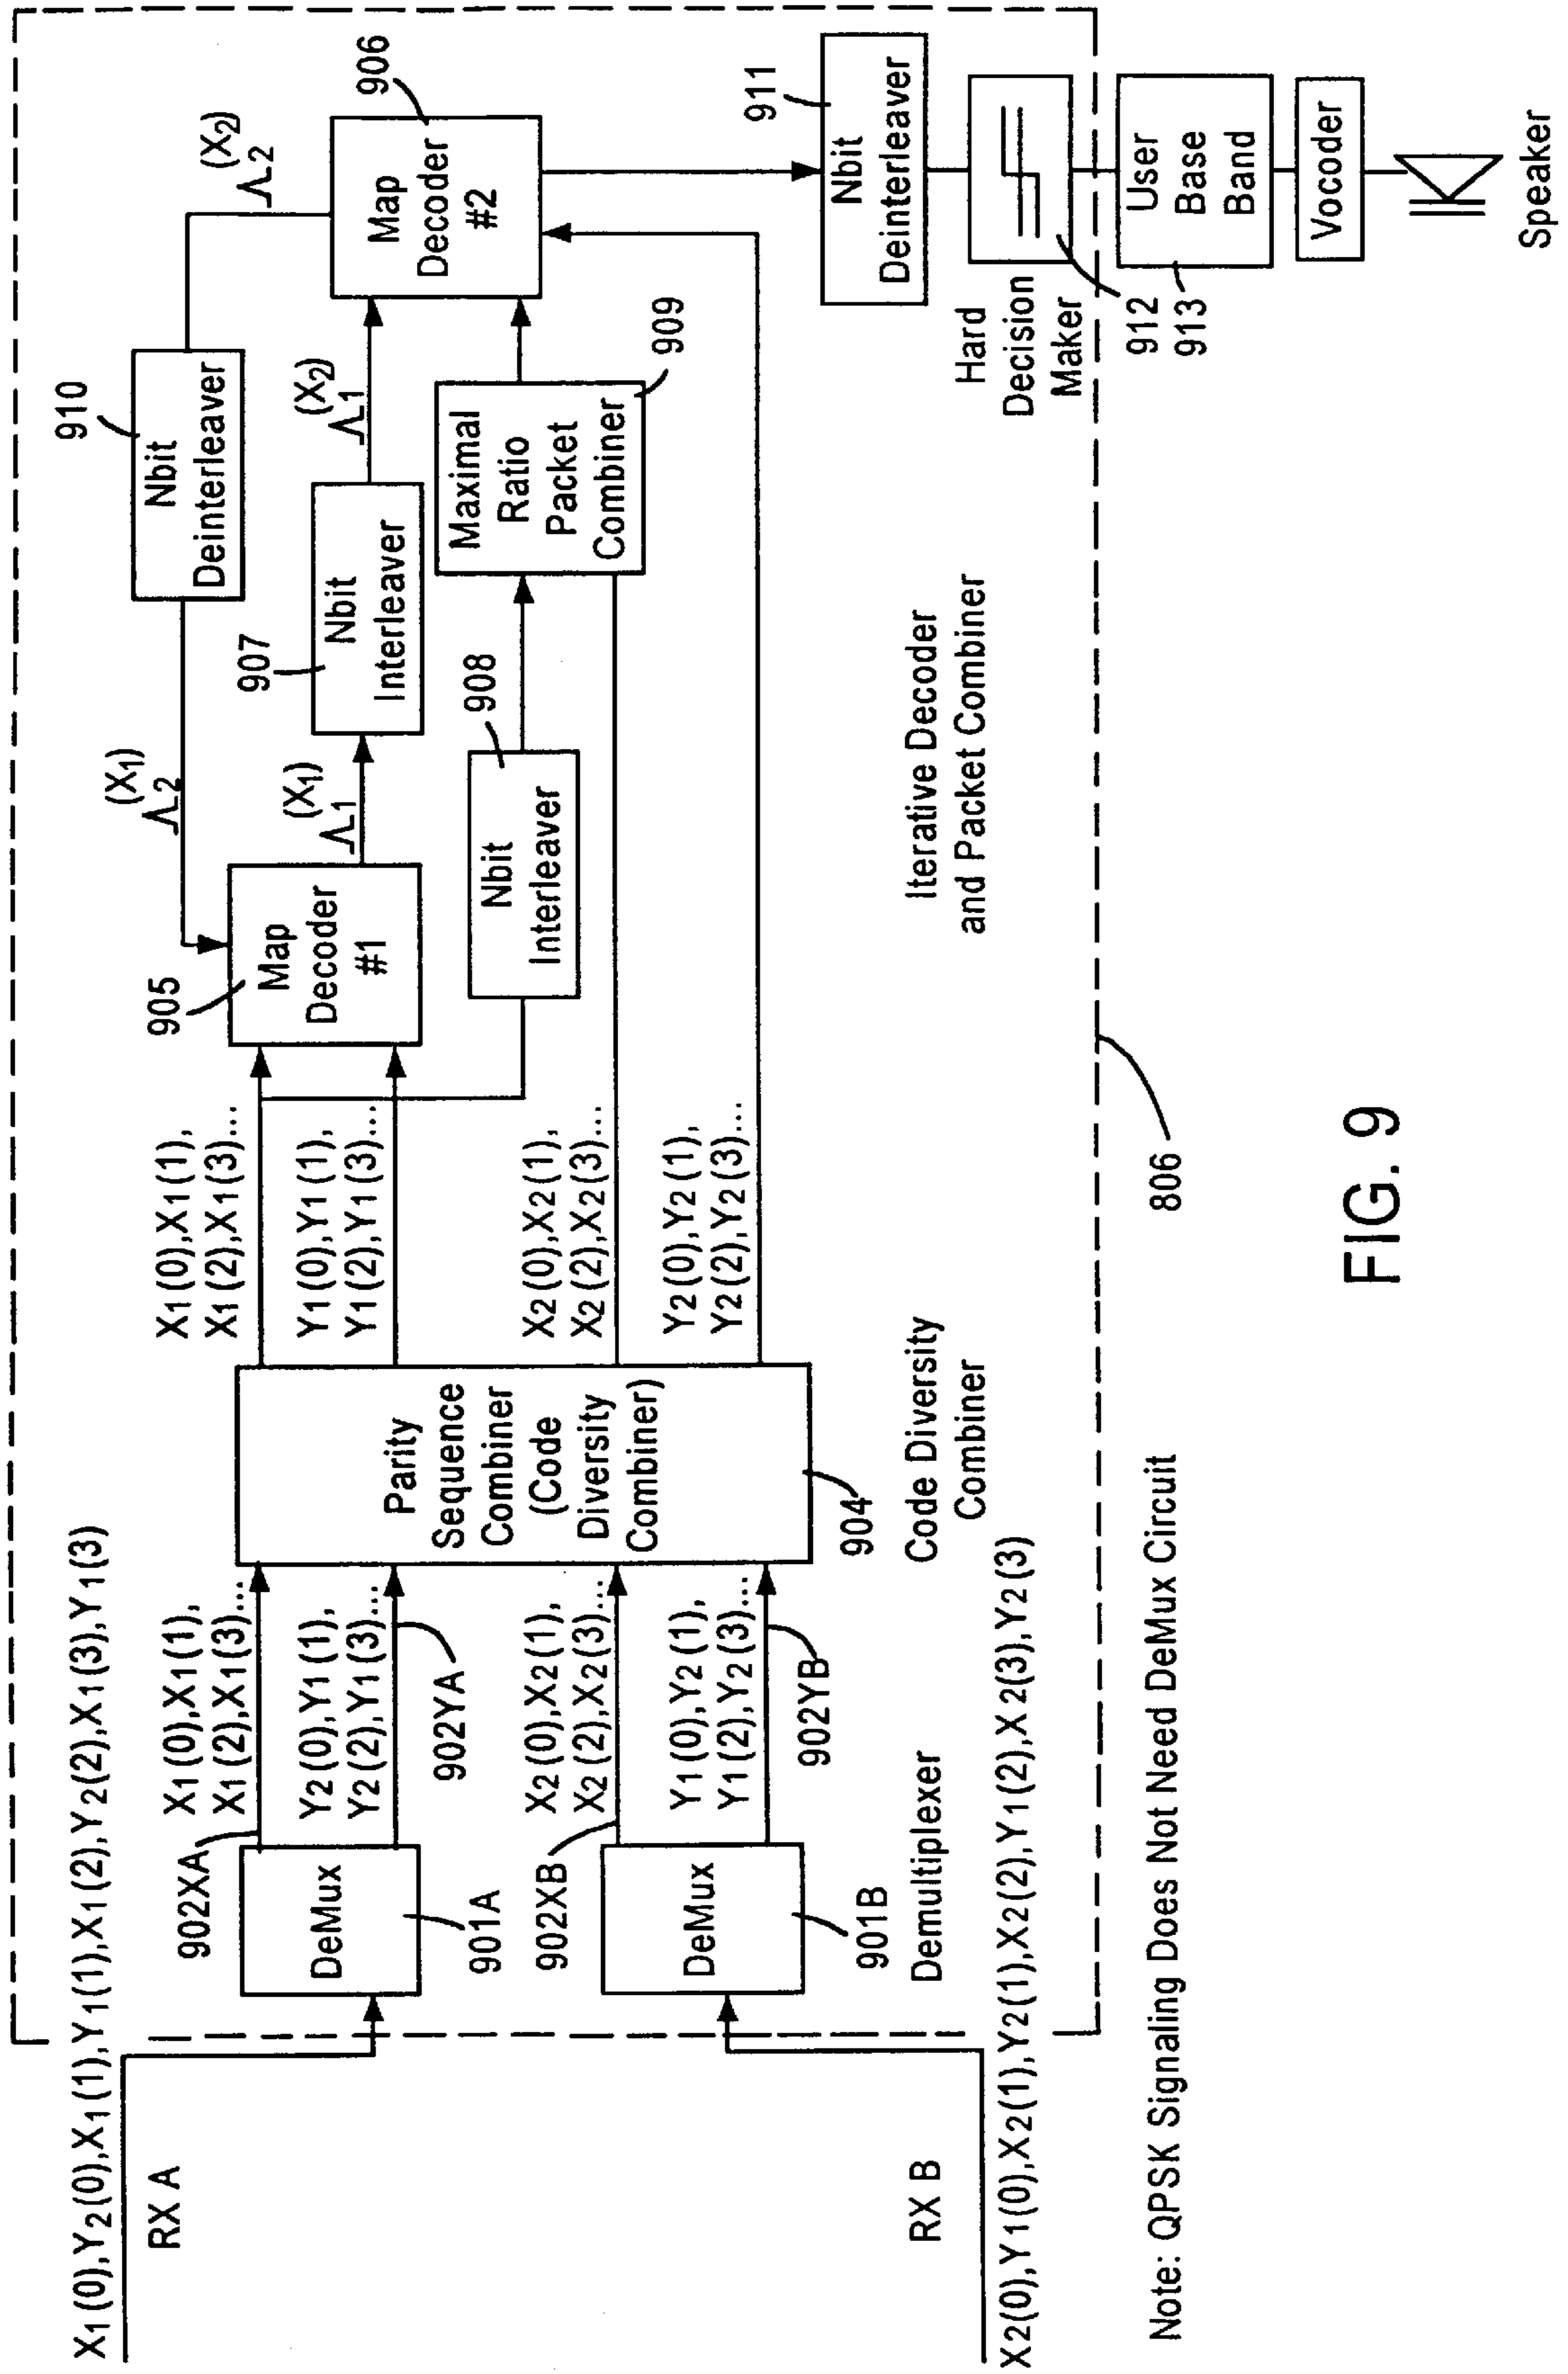 X1(0),Y2(0),X1(1),Y1(1),X1(2),Y2(2),X1(3),Y1(3)
RX A
RX B
X2(0),Y1(0),X2(1),Y2(1),X2(2),Y1(2),X2(3),Y2(3)
902XA
X1(0),X1(1),
X1(2),X1(3)...
Y2(0),Y1(1),
Y2(2),Y1(3)...
902YA
DeMux
901A
902XB
X2(0),X2(1),
X2(2),X2(3)...
Y1(0),Y2(1),
Y1(2),Y2(3)...
902YB
DeMux
901B
Demultiplexer
Parity
Sequence
Combiner
(Code
Diversity
Combiner)
904
Code Diversity
Combiner
X1(0),X1(1),
X1(2),X1(3)...
Y1(0),Y1(1),
Y1(2),Y1(3)...
X2(0),X2(1),
X2(2),X2(3)...
Y2(0),Y2(1),
Y2(2),Y2(3)...
905
Map
Decoder
#1
(X1)
Λ2
(X1)
Λ1
910
Nbit
Deinterleaver
907
Nbit
Interleaver
908
Nbit
Interleaver
(X2)
Λ1
Maximal
Ratio
Packet
Combiner
909
(X2)
Λ2
906
Map
Decoder
#2
911
Nbit
Deinterleaver
Hard
Decision
Maker
912
User
Base
Band
913
Vocoder
Speaker
Iterative Decoder
and Packet Combiner
806
Note: QPSK Signaling Does Not Need DeMux Circuit
FIG. 9